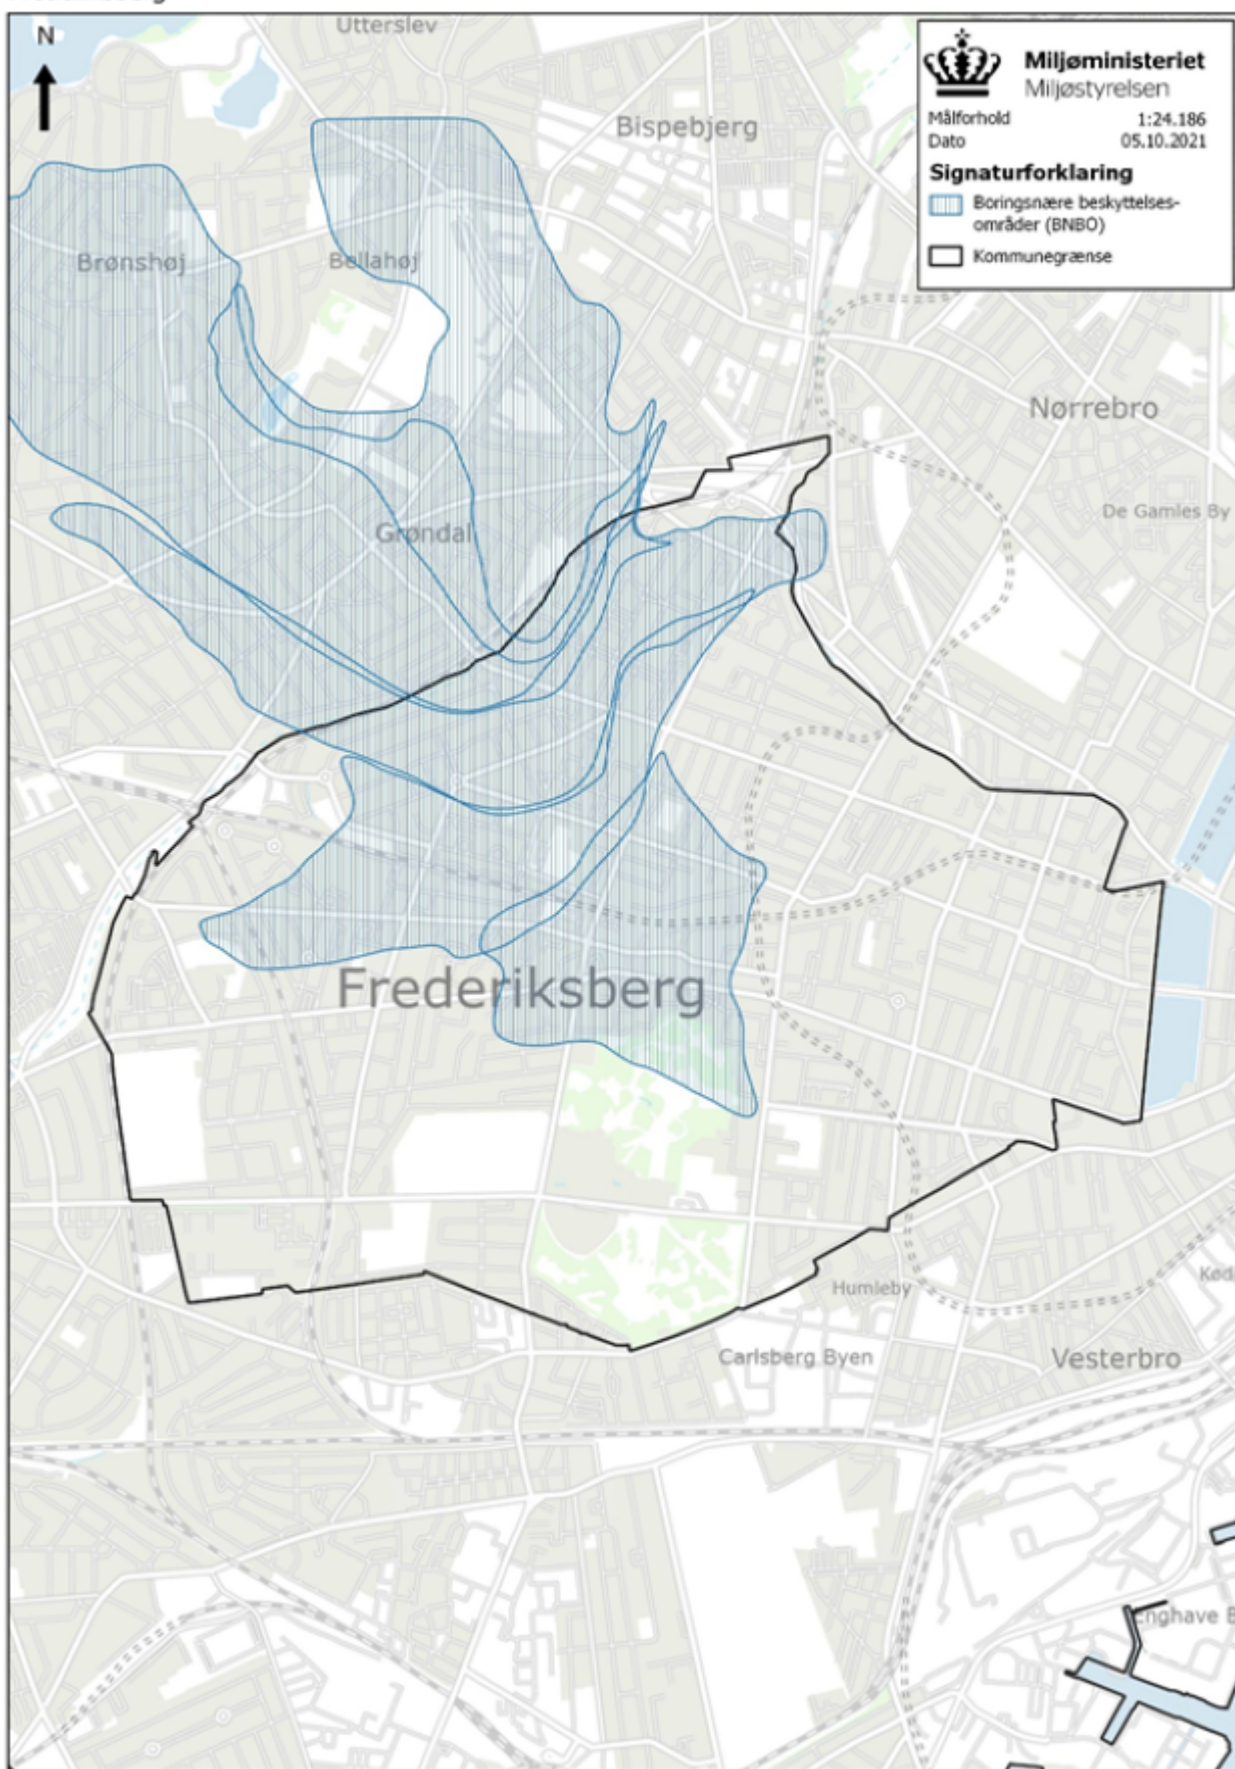 N
Miljøministeriet
Miljøstyrelsen
Målforhold 1:24.186
Dato 05.10.2021
Signaturforklaring
Boringsnære beskyttelses-
områder (BNBO)
Kommunegrænse
Utterslev
Bispebjerg
Brønshøj
Bellahøj
Nørrebro
De Gamles By
Grøndal
Frederiksberg
Humleby
Kød
Carlsberg Byen
Vesterbro
Enghave B